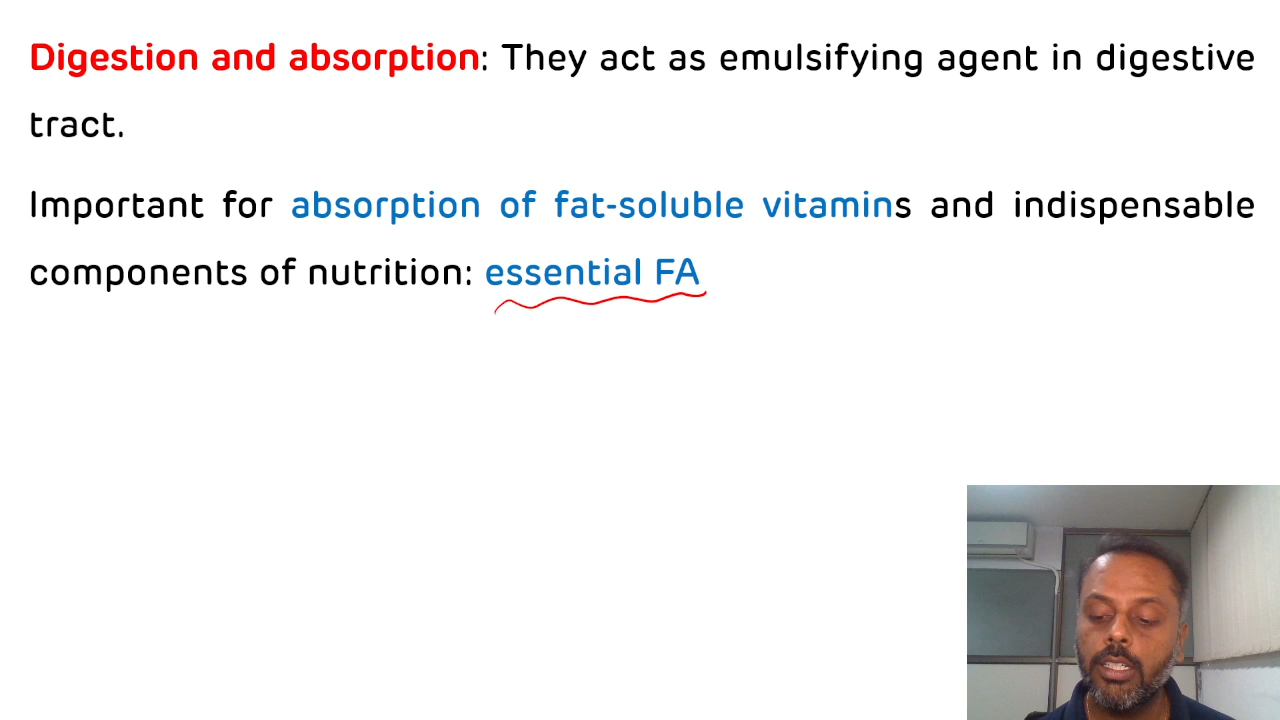 Digestion and absorption: They act as emulsifying agent in digestive
tract.
Important for absorption of fat-soluble vitamins and indispensable
components of nutrition: essential FA